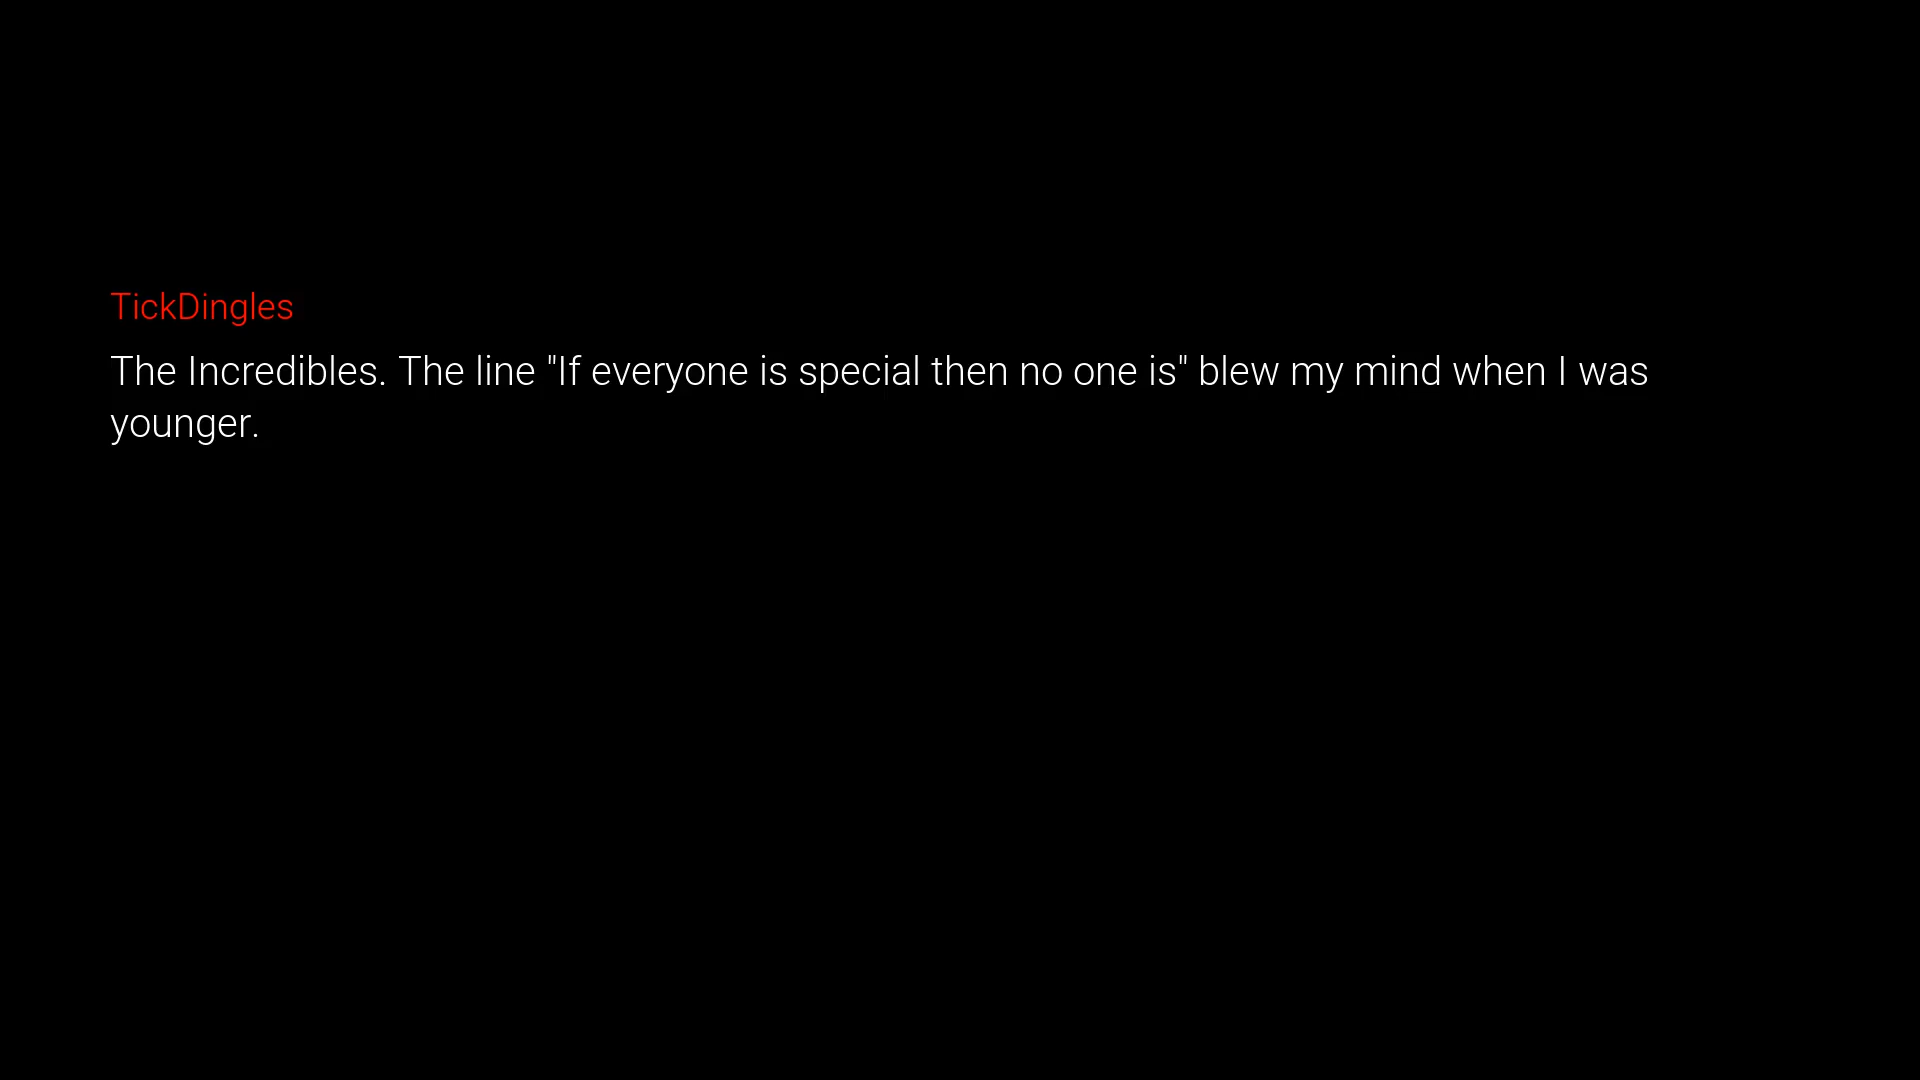 TickDingles
The Incredibles. The line "If everyone is special then no one is" blew my mind when I was
younger.